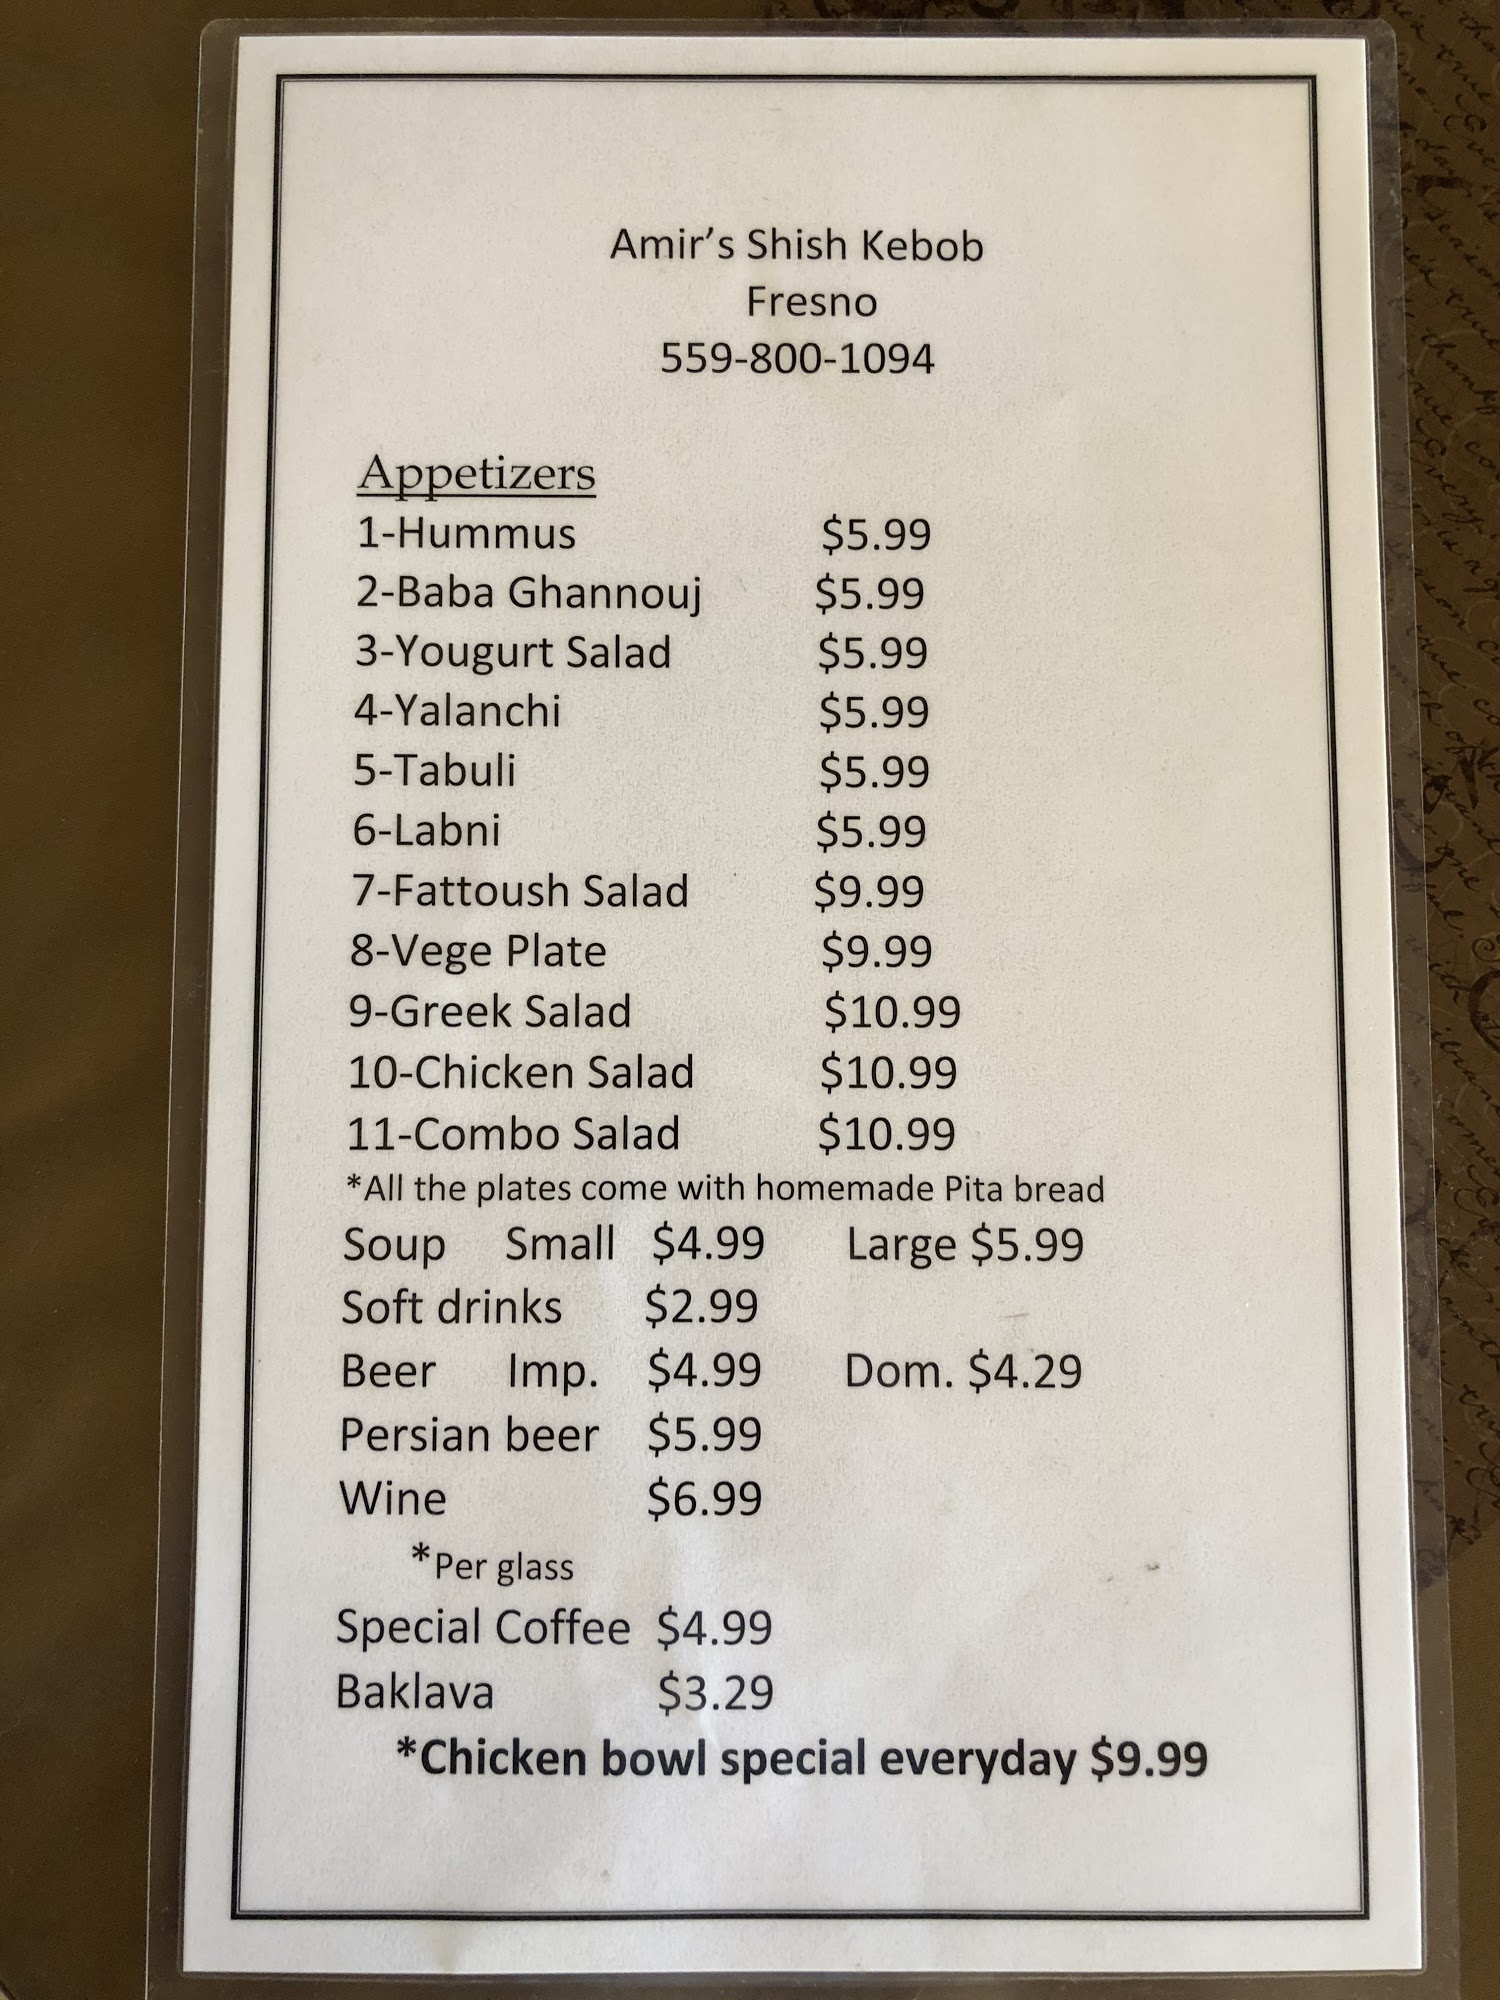 Amir's Shish Kebob
Fresno
559-800-1094
Appetizers
1-Hummus $5.99
2-Baba Ghannouj $5.99
3-Yougurt Salad $5.99
4-Yalanchi $5.99
5-Tabuli $5.99
6-Labni $5.99
7-Fattoush Salad $9.99
8-Vege Plate $9.99
9-Greek Salad $10.99
10-Chicken Salad $10.99
11-Combo Salad $10.99
*All the plates come with homemade Pita bread
Soup Small $4.99 Large $5.99
Soft drinks $2.99
Beer Imp. $4.99 Dom. $4.29
Persian beer $5.99
Wine $6.99
*Per glass
Special Coffee $4.99
Baklava $3.29
*Chicken bowl special everyday $9.99